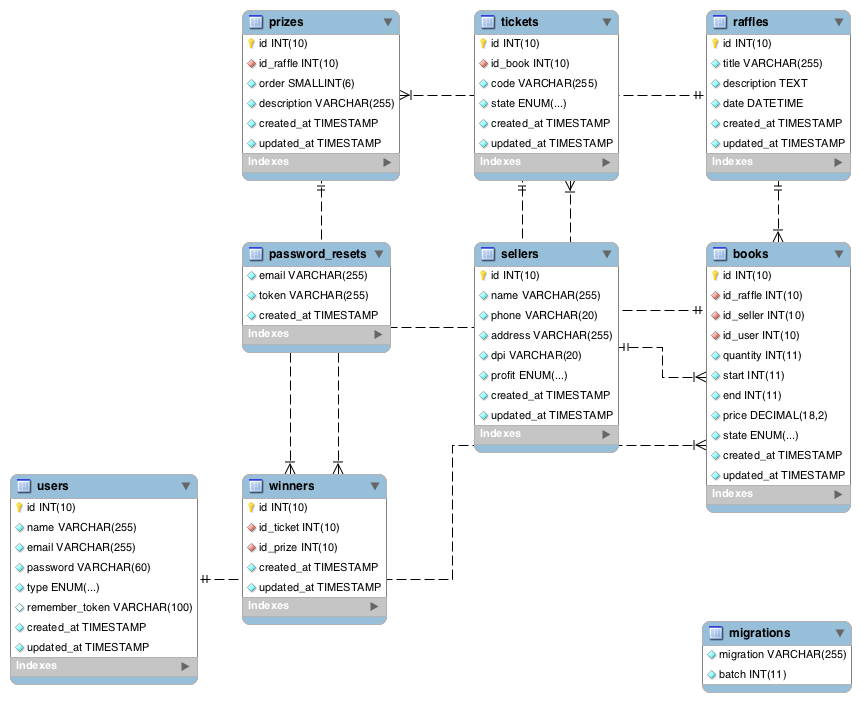 prizes
id INT(10)
id_raffle INT(10)
order SMALLINT(6)
description VARCHAR(255)
created_at TIMESTAMP
updated_at TIMESTAMP
Indexes
tickets
id INT(10)
id_book INT(10)
code VARCHAR(255)
state ENUM(...)
created_at TIMESTAMP
updated_at TIMESTAMP
Indexes
raffles
id INT(10)
title VARCHAR(255)
description TEXT
date DATETIME
created_at TIMESTAMP
updated_at TIMESTAMP
Indexes
password_resets
email VARCHAR(255)
token VARCHAR(255)
created_at TIMESTAMP
Indexes
sellers
id INT(10)
name VARCHAR(255)
phone VARCHAR(20)
address VARCHAR(255)
dpi VARCHAR(20)
profit ENUM(...)
created_at TIMESTAMP
updated_at TIMESTAMP
Indexes
books
id INT(10)
id_raffle INT(10)
id_seller INT(10)
id_user INT(10)
quantity INT(11)
start INT(11)
end INT(11)
price DECIMAL(18,2)
state ENUM(...)
created_at TIMESTAMP
updated_at TIMESTAMP
Indexes
users
id INT(10)
name VARCHAR(255)
email VARCHAR(255)
password VARCHAR(60)
type ENUM(...)
remember_token VARCHAR(100)
created_at TIMESTAMP
updated_at TIMESTAMP
Indexes
winners
id INT(10)
id_ticket INT(10)
id_prize INT(10)
created_at TIMESTAMP
updated_at TIMESTAMP
Indexes
migrations
migration VARCHAR(255)
batch INT(11)